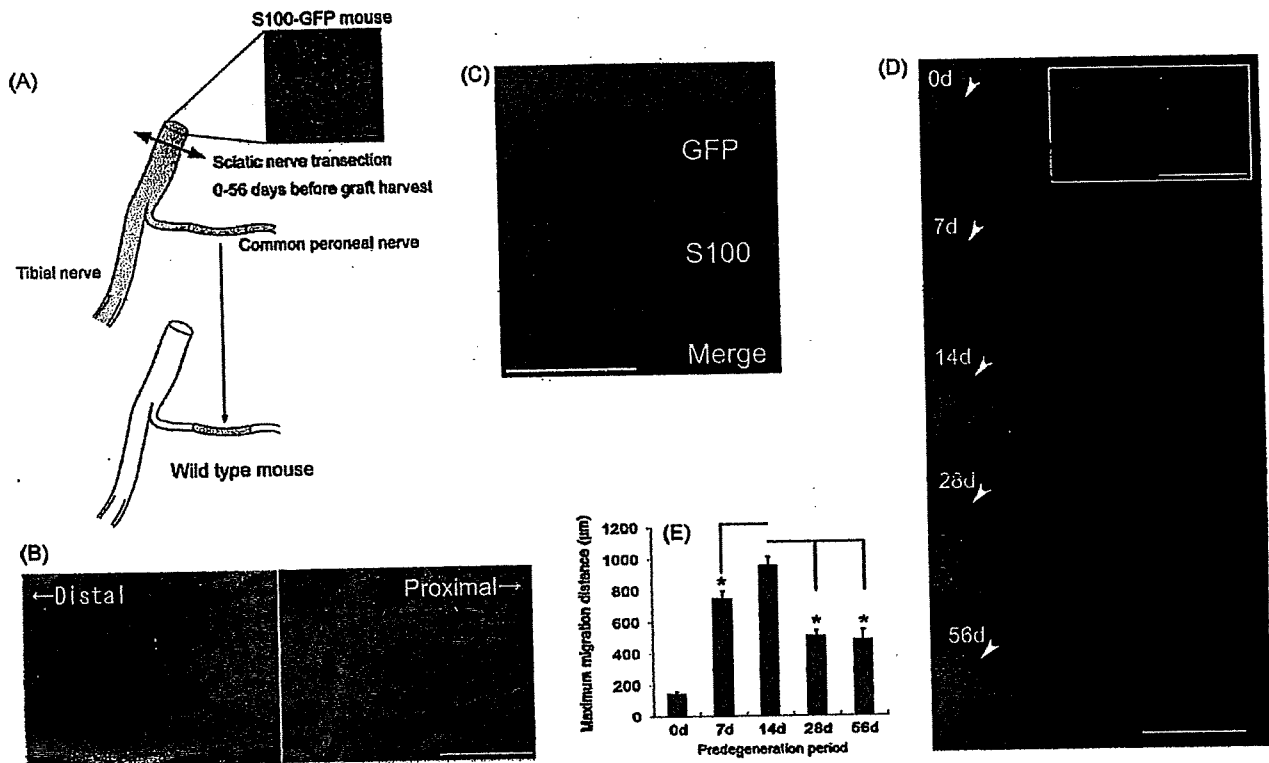 S100-GFP mouse
(A)
Sciatic nerve transection
0-56 days before graft harvest
Common peroneal nerve
Tibial nerve
Wild type mouse
(B)
←Distal
Proximal→
(C)
GFP
S100
Merge
(D)
0d
7d
14d
28d
56d
(E)
Maximum migration distance (μm)
1200
1000
800
600
400
200
0
*
*
*
0d
7d
14d
28d
56d
Predegeneration period